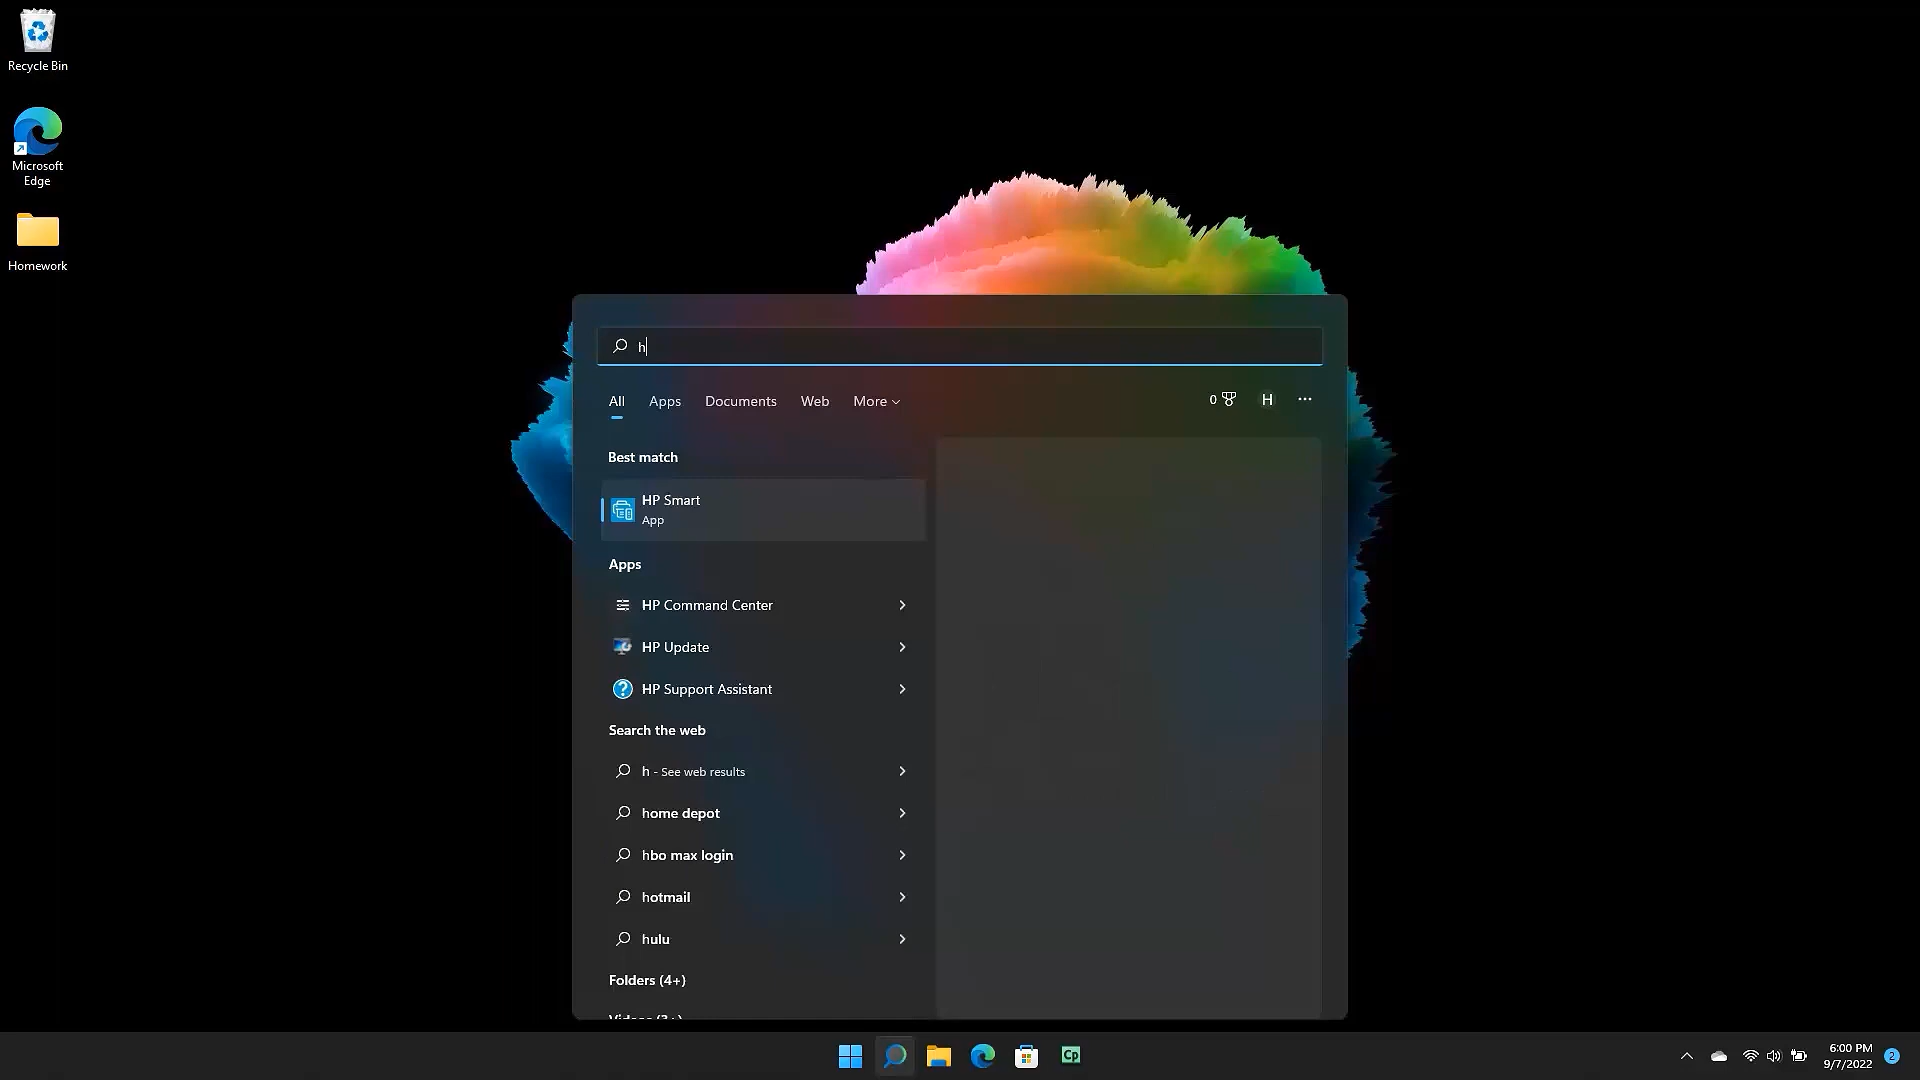 Recycle Bin
Microsoft
Edge
Homework
h
All Apps Documents Web More
0 H
Best match
HP Smart
App
Apps
HP Command Center
HP Update
HP Support Assistant
Search the web
h - See web results
home depot
hbo max login
hotmail
hulu
Folders (4+)
Cp
6:00 PM
9/7/2022
2